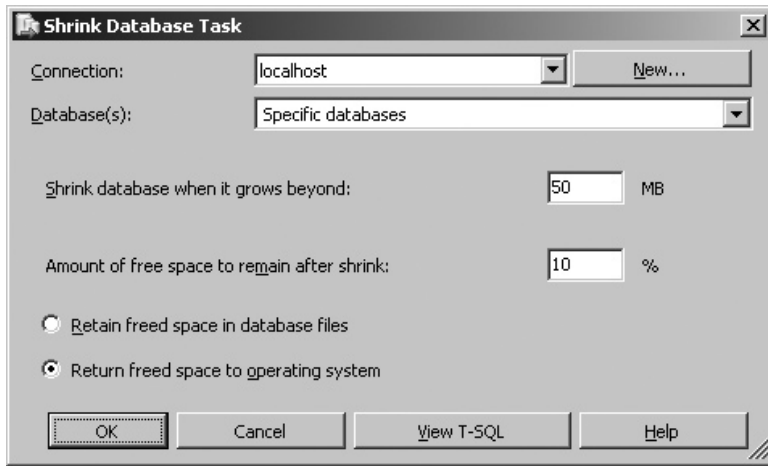 Shrink Database Task
Connection: localhost New...
Database(s): Specific databases
Shrink database when it grows beyond: 50 MB
Amount of free space to remain after shrink: 10 %
Retain freed space in database files
Return freed space to operating system
OK Cancel View T-SQL Help